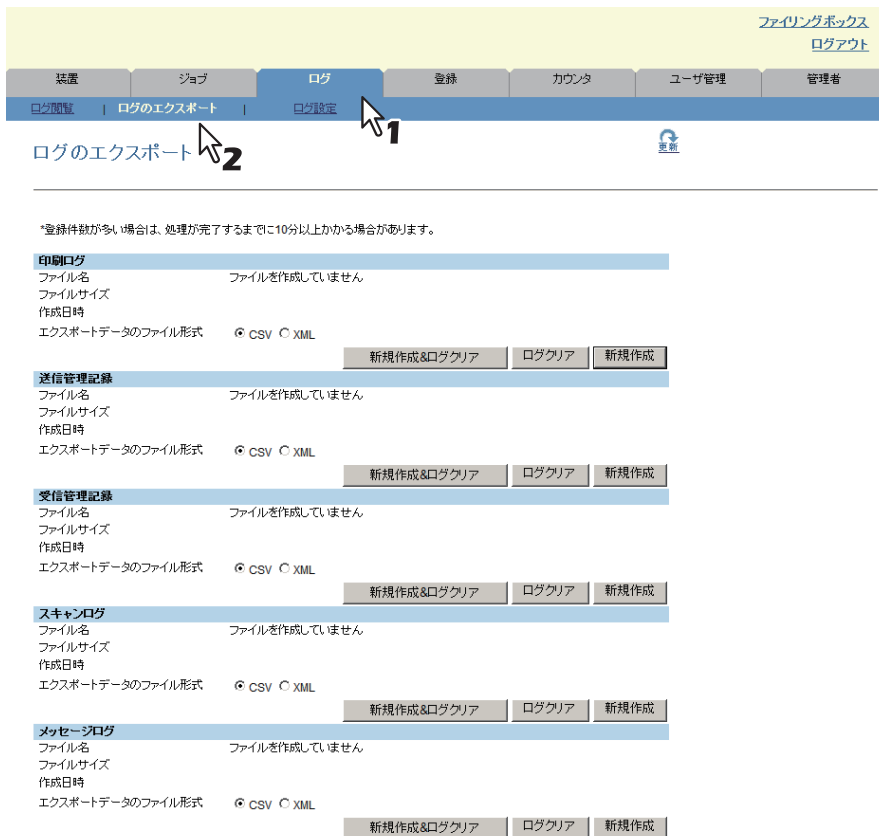 ファイリングボックス
ログアウト
装置 ジョブ ログ 登録 カウンタ ユーザ管理 管理者
ログ閲覧 | ログのエクスポート | ログ設定
1
ログのエクスポート 2 更新
*登録件数が多い場合は、処理が完了するまでに10分以上かかる場合があります。
印刷ログ
ファイル名 ファイルを作成していません
ファイルサイズ
作成日時
エクスポートデータのファイル形式 CSV XML
新規作成&ログクリア ログクリア 新規作成
送信管理記録
ファイル名 ファイルを作成していません
ファイルサイズ
作成日時
エクスポートデータのファイル形式 CSV XML
新規作成&ログクリア ログクリア 新規作成
受信管理記録
ファイル名 ファイルを作成していません
ファイルサイズ
作成日時
エクスポートデータのファイル形式 CSV XML
新規作成&ログクリア ログクリア 新規作成
スキャンログ
ファイル名 ファイルを作成していません
ファイルサイズ
作成日時
エクスポートデータのファイル形式 CSV XML
新規作成&ログクリア ログクリア 新規作成
メッセージログ
ファイル名 ファイルを作成していません
ファイルサイズ
作成日時
エクスポートデータのファイル形式 CSV XML
新規作成&ログクリア ログクリア 新規作成